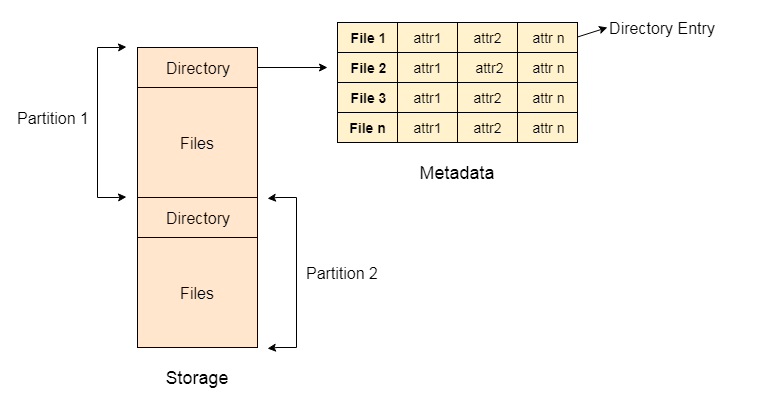 File 1 attr1 attr2 attr n
Directory Entry
File 2 attr1 attr2 attr n
File 3 attr1 attr2 attr n
File n attr1 attr2 attr n
Metadata
Directory
Partition 1
Files
Directory
Partition 2
Files
Storage